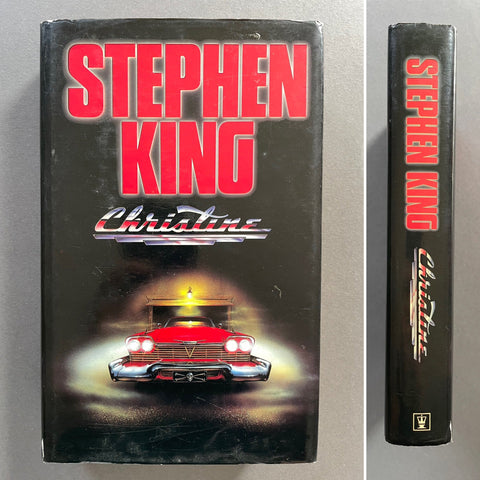 STEPHEN
KING
Christine
STEPHEN KING
Christine